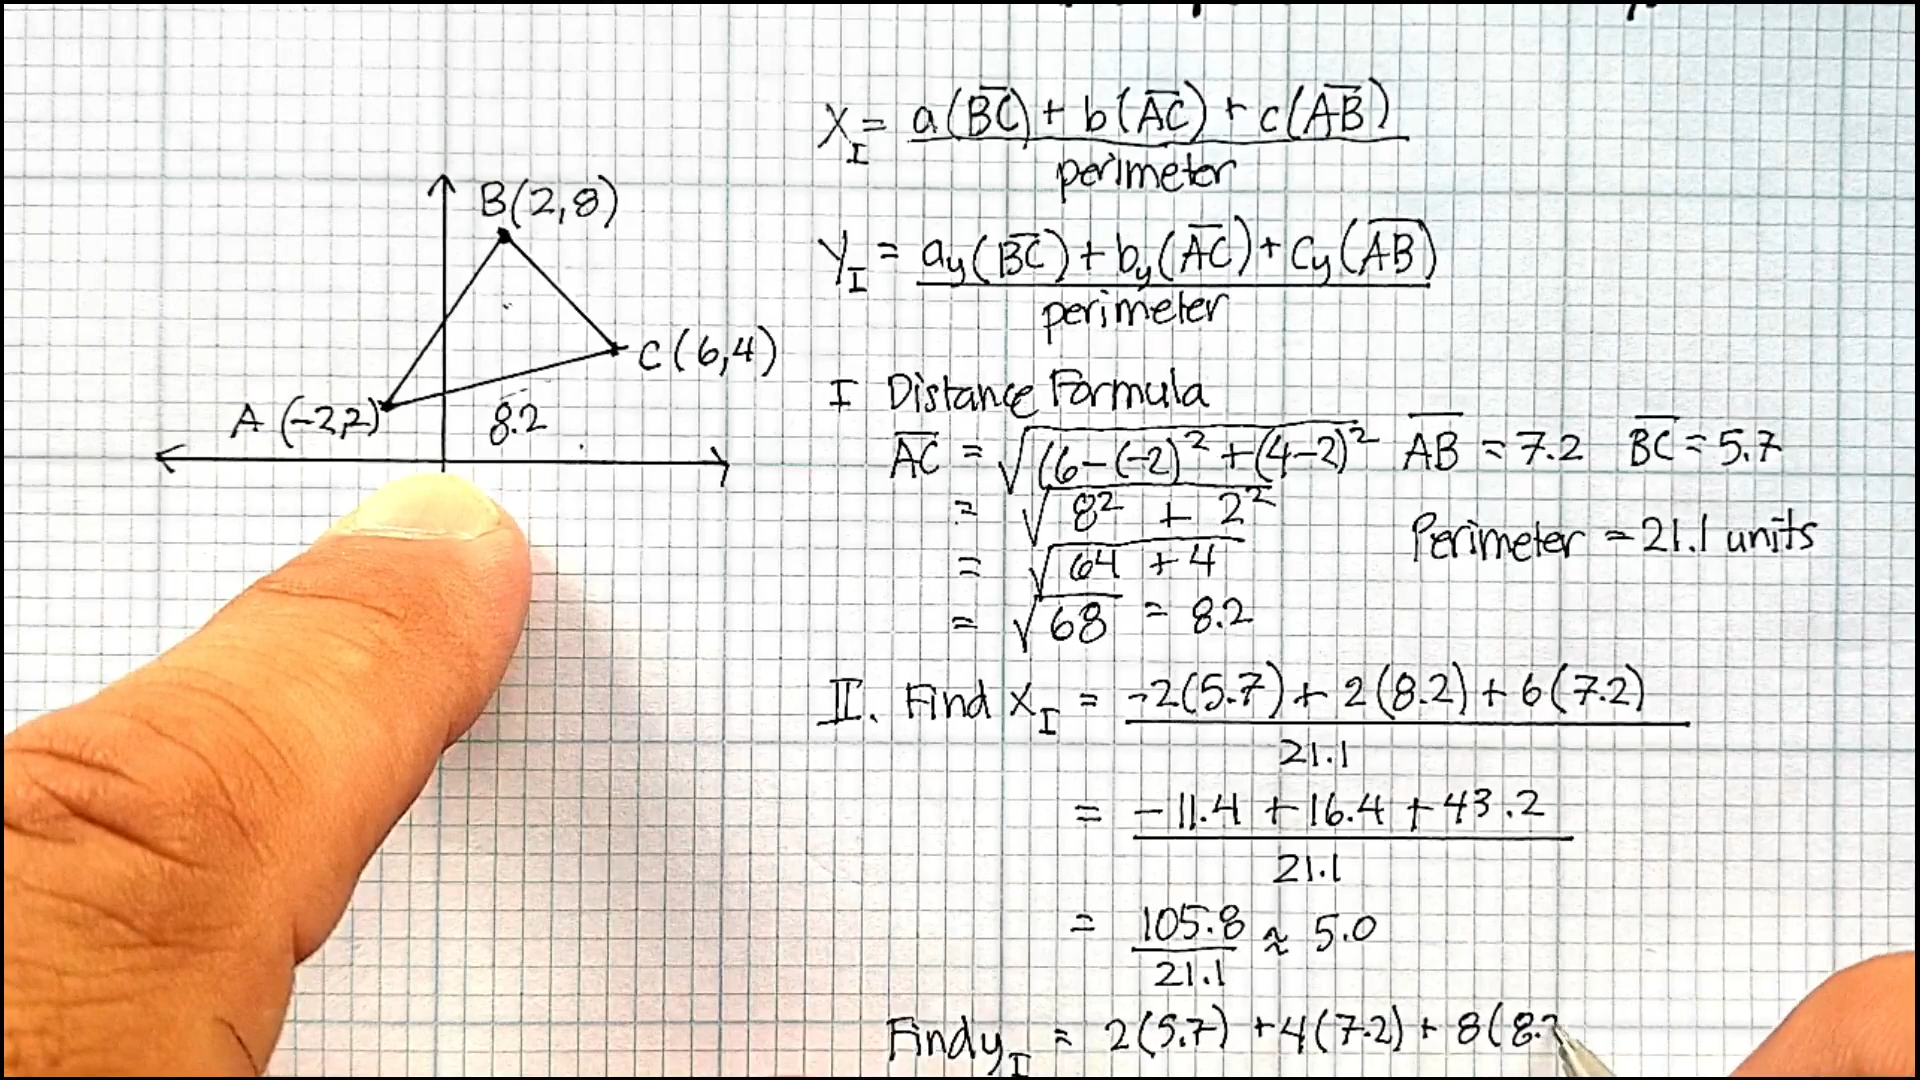 B(2,8)
C(6,4)
A(-2,2)
8.2
X_I = a(BC) + b(AC) + c(AB)
perimeter
Y_I = a_y(BC) + b_y(AC) + C_y(AB)
perimeter
I Distance Formula
AC = √(6-(-2)² + (4-2)² AB = 7.2 BC = 5.7
= √8² + 2²
Perimeter = 21.1 units
= √64 + 4
= √68 = 8.2
II. Find X_I = -2(5.7) + 2(8.2) + 6(7.2)
21.1
= -11.4 + 16.4 + 43.2
21.1
= 105.8 ≈ 5.0
21.1
Find y_I = 2(5.7) + 4(7.2) + 8(8.2